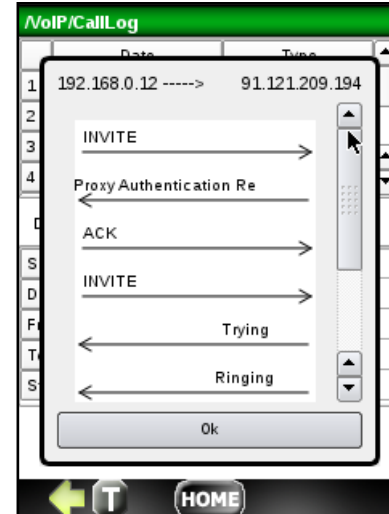 /VoIP/CallLog
Date Type
1
192.168.0.12 -----> 91.121.209.194
2
INVITE
3
4
Proxy Authentication Re
ACK
INVITE
Trying
Ringing
Ok
T HOME